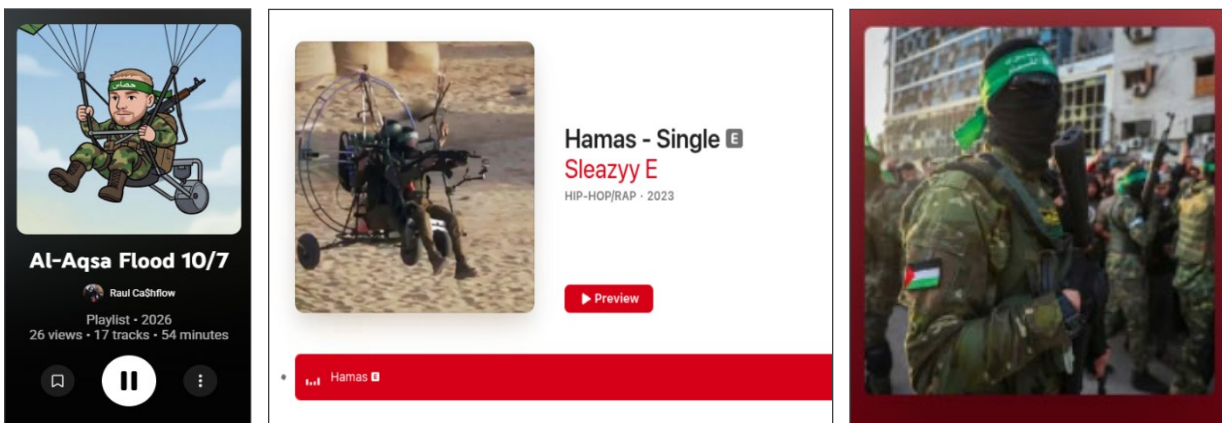 حماس
Al-Aqsa Flood 10/7
Raul Ca$hflow
Playlist • 2026
26 views • 17 tracks • 54 minutes
Hamas - Single E
Sleazyy E
HIP-HOP/RAP · 2023
Preview
Hamas E